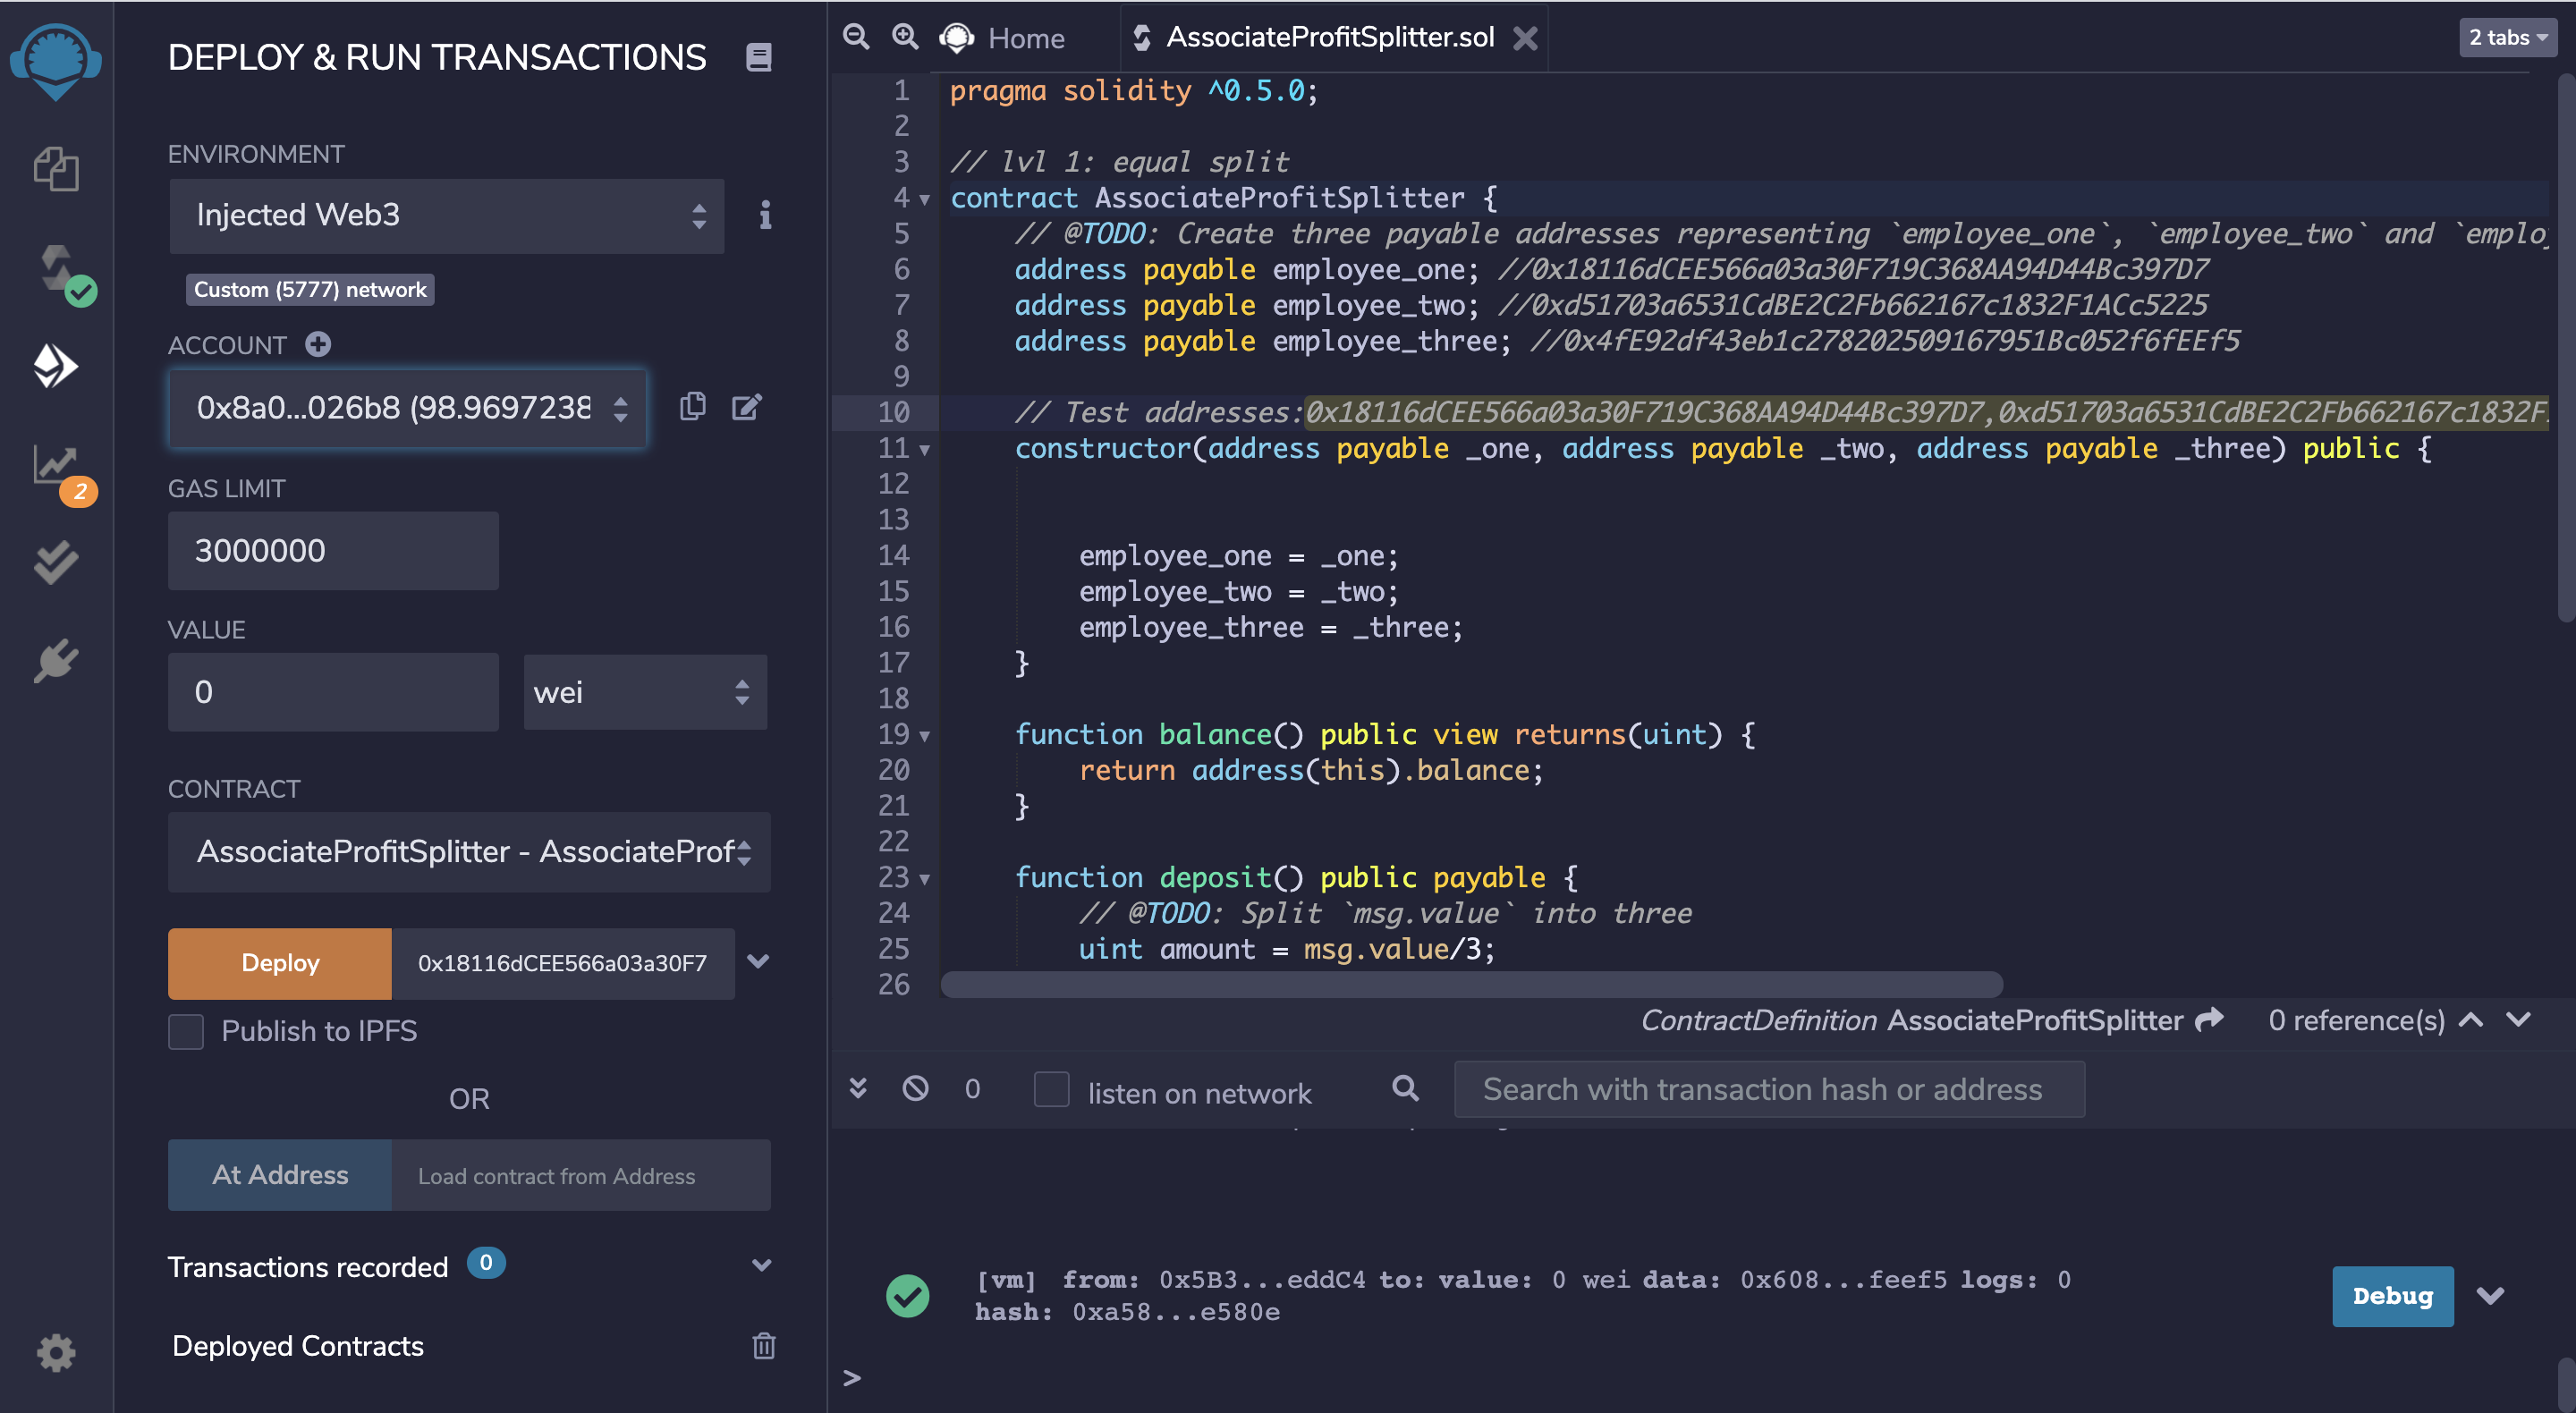 DEPLOY & RUN TRANSACTIONS
ENVIRONMENT
Injected Web3
Custom (5777) network
ACCOUNT
0x8a0...026b8 (98.9697238
GAS LIMIT
3000000
VALUE
0
wei
CONTRACT
AssociateProfitSplitter - AssociateProf
Deploy
0x18116dCEE566a03a30F7
Publish to IPFS
OR
At Address
Load contract from Address
Transactions recorded 0
Deployed Contracts
2
Home
AssociateProfitSplitter.sol
2 tabs
1 pragma solidity ^0.5.0;
2
3 // lvl 1: equal split
4 contract AssociateProfitSplitter {
5 // @TODO: Create three payable addresses representing `employee_one`, `employee_two` and `emplo
6 address payable employee_one; //0x18116dCEE566a03a30F719C368AA94D44Bc397D7
7 address payable employee_two; //0xd51703a6531CdBE2C2Fb662167c1832F1ACc5225
8 address payable employee_three; //0x4fE92df43eb1c278202509167951Bc052f6fEEf5
9
10 // Test addresses:0x18116dCEE566a03a30F719C368AA94D44Bc397D7,0xd51703a6531CdBE2C2Fb662167c1832F
11 constructor(address payable _one, address payable _two, address payable _three) public {
12
13
14 employee_one = _one;
15 employee_two = _two;
16 employee_three = _three;
17 }
18
19 function balance() public view returns(uint) {
20 return address(this).balance;
21 }
22
23 function deposit() public payable {
24 // @TODO: Split `msg.value` into three
25 uint amount = msg.value/3;
26
ContractDefinition AssociateProfitSplitter 0 reference(s)
0
listen on network
Search with transaction hash or address
[vm] from: 0x5B3...eddC4 to: value: 0 wei data: 0x608...feef5 logs: 0
hash: 0xa58...e580e
Debug
>